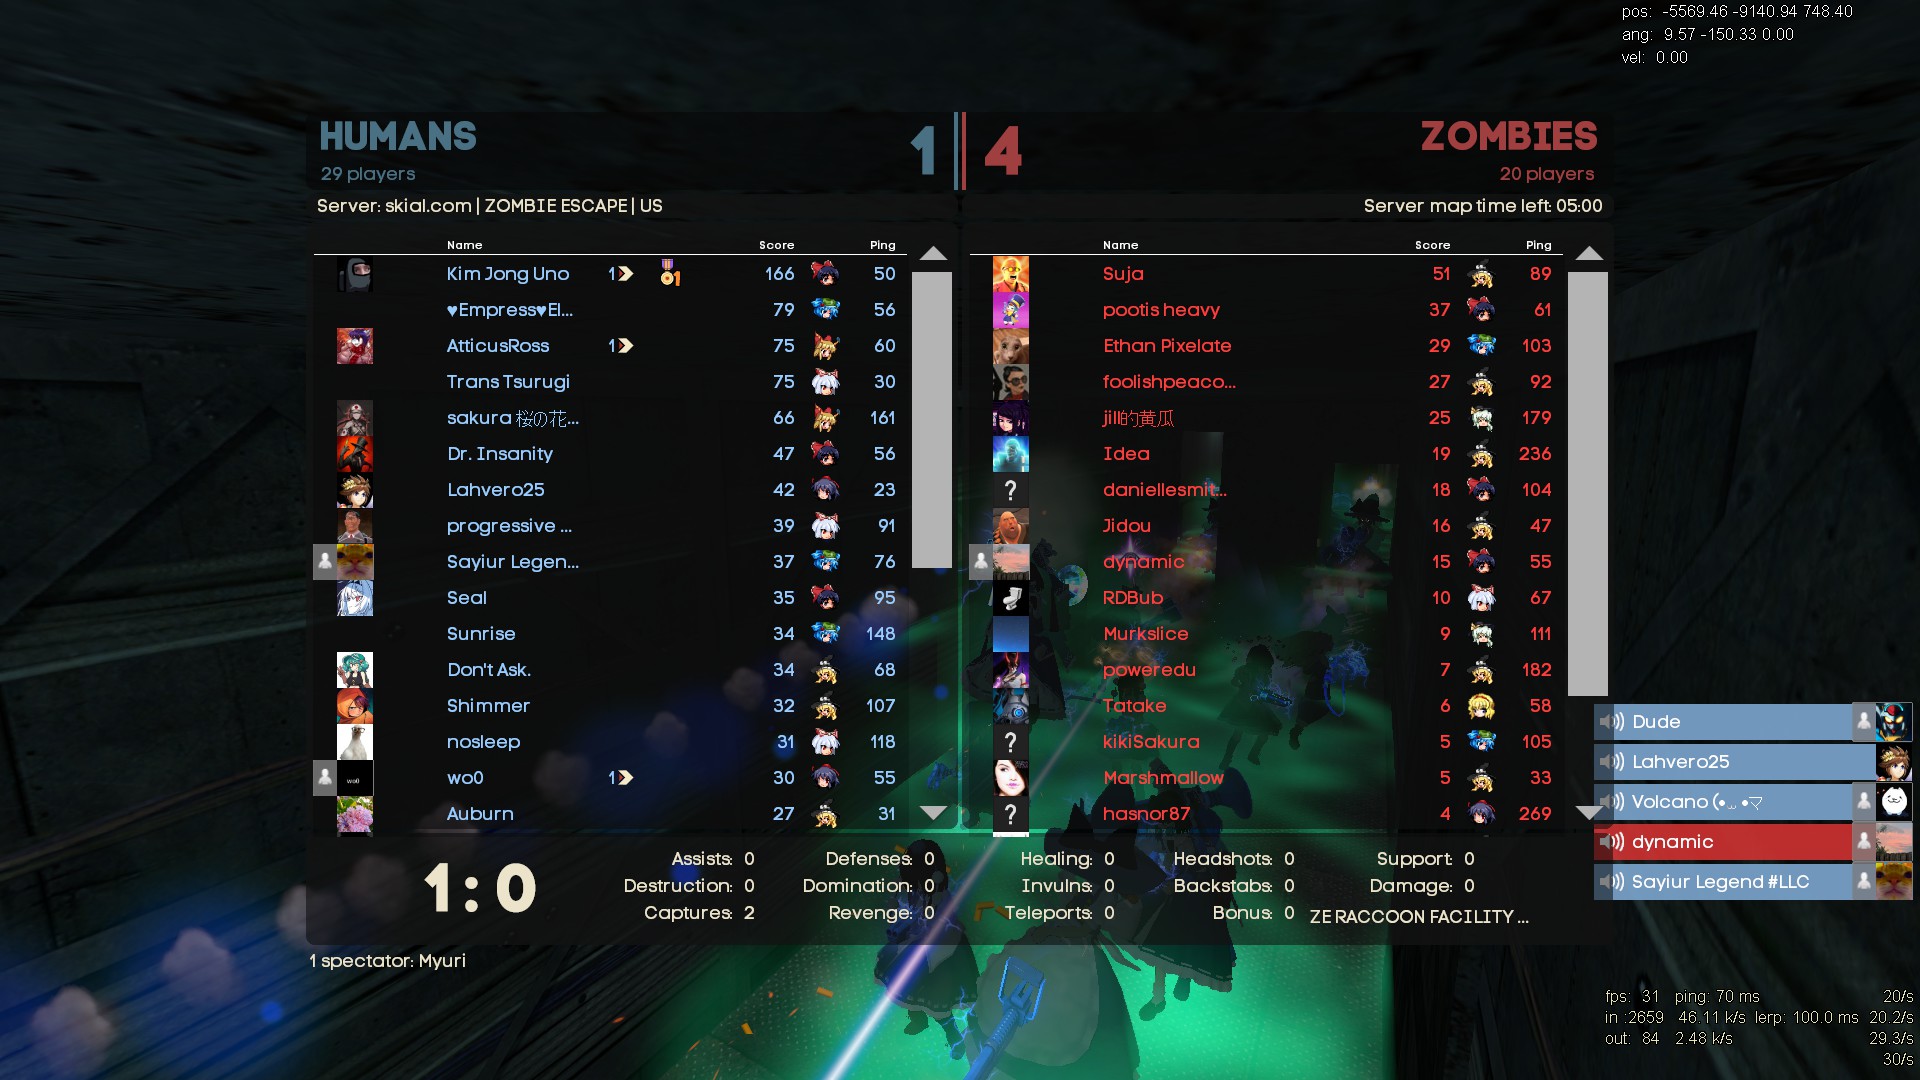 pos: -5569.46 -9140.94 748.40
ang: 9.57 -150.33 0.00
vel: 0.00
HUMANS 1 4 ZOMBIES
29 players 20 players
Server: skial.com | ZOMBIE ESCAPE | US Server map time left: 05:00
Name Score Ping Name Score Ping
Kim Jong Uno 1 1 166 50 Suja 51 89
♥Empress♥El... 79 56 pootis heavy 37 61
AtticusRoss 1 75 60 Ethan Pixelate 29 103
Trans Tsurugi 75 30 foolishpeaco... 27 92
sakura 桜の花... 66 161 jill的黄瓜 25 179
Dr. Insanity 47 56 Idea 19 236
Lahvero25 42 23 ? daniellesmit... 18 104
progressive ... 39 91 Jidou 16 47
Sayiur Legen... 37 76 dynamic 15 55
Seal 35 95 RDBub 10 67
Sunrise 34 148 Murkslice 9 111
Don't Ask. 34 68 poweredu 7 182
Shimmer 32 107 Tatake 6 58
nosleep 31 118 ? kikiSakura 5 105
wo0 wo0 1 30 55 Marshmallow 5 33
Auburn 27 31 ? hasnor87 4 269
Dude
Lahvero25
Volcano (•⎵•マ
dynamic
Sayiur Legend #LLC
1:0
Assists: 0 Defenses: 0 Healing: 0 Headshots: 0 Support: 0
Destruction: 0 Domination: 0 Invulns: 0 Backstabs: 0 Damage: 0
Captures: 2 Revenge: 0 Teleports: 0 Bonus: 0 ZE RACCOON FACILITY ...
1 spectator: Myuri
fps: 31 ping: 70 ms 20/s
in :2659 46.11 k/s lerp: 100.0 ms 20.2/s
out: 84 2.48 k/s 29.3/s
30/s